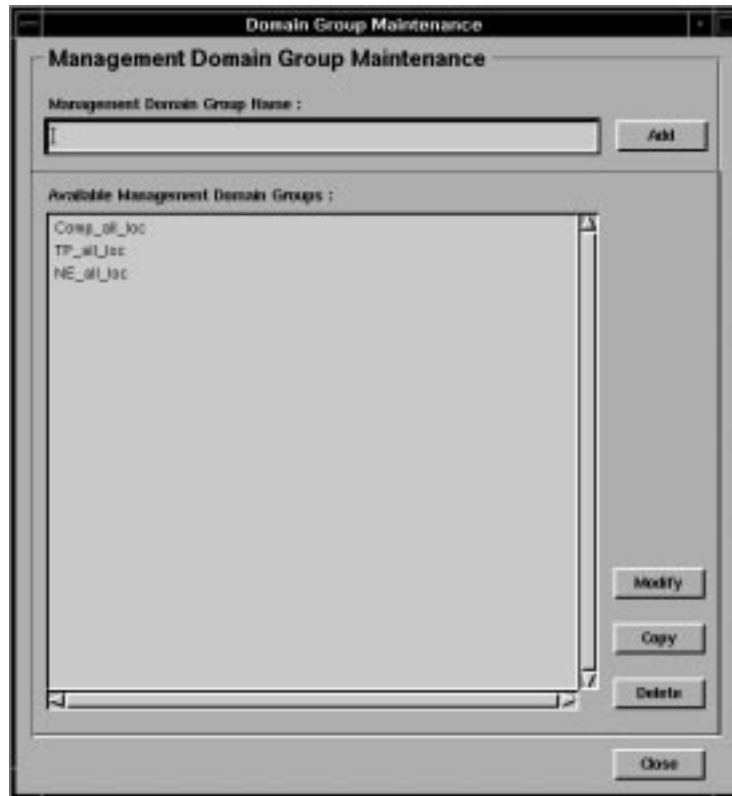 Domain Group Maintenance
Management Domain Group Maintenance
Management Domain Group Name :
Add
Available Management Domain Groups :
Comp_all_loc
TP_all_loc
NE_all_loc
Modify
Copy
Delete
Close